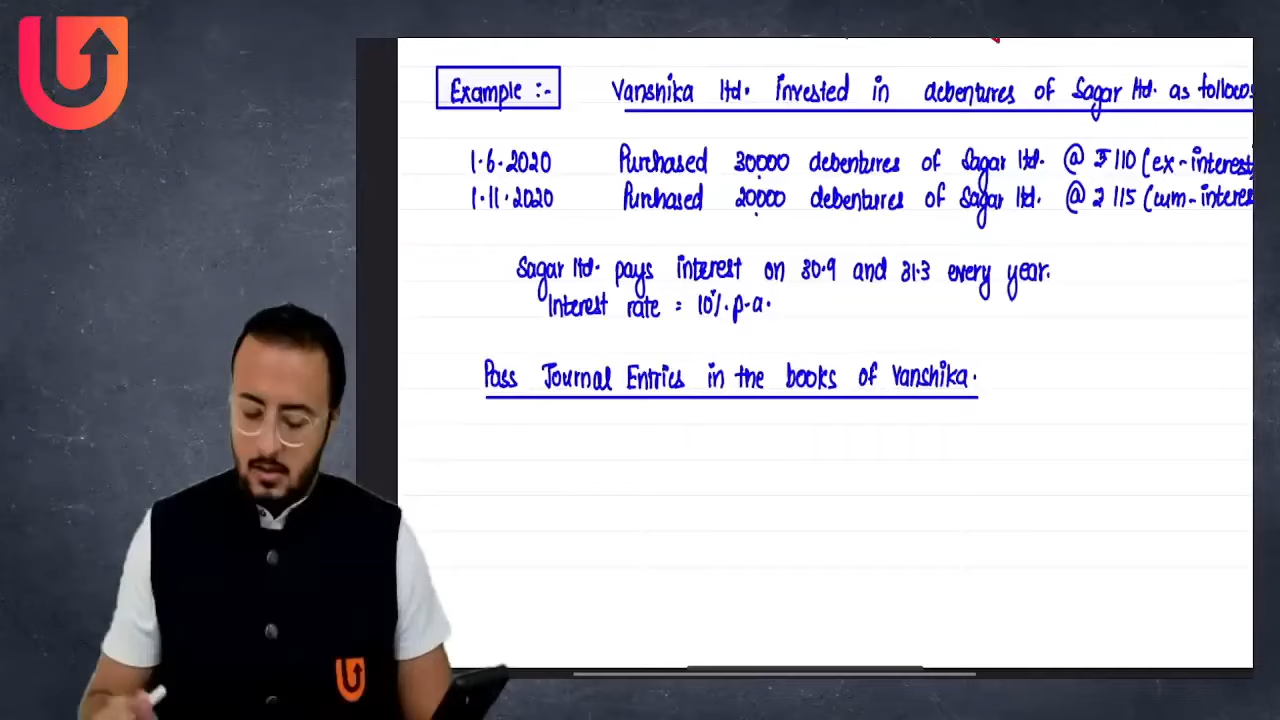 Example :- Vanshika ltd. invested in debentures of Sagar ltd. as follows
1.6.2020 Purchased 30000 debentures of Sagar ltd. @ ₹110 (ex-interest
1.11.2020 Purchased 20000 debentures of Sagar ltd. @ ₹115 (cum-interes
Sagar ltd. pays interest on 30.9 and 31.3 every year.
Interest rate = 10% p.a.
Pass Journal Entries in the books of Vanshika.